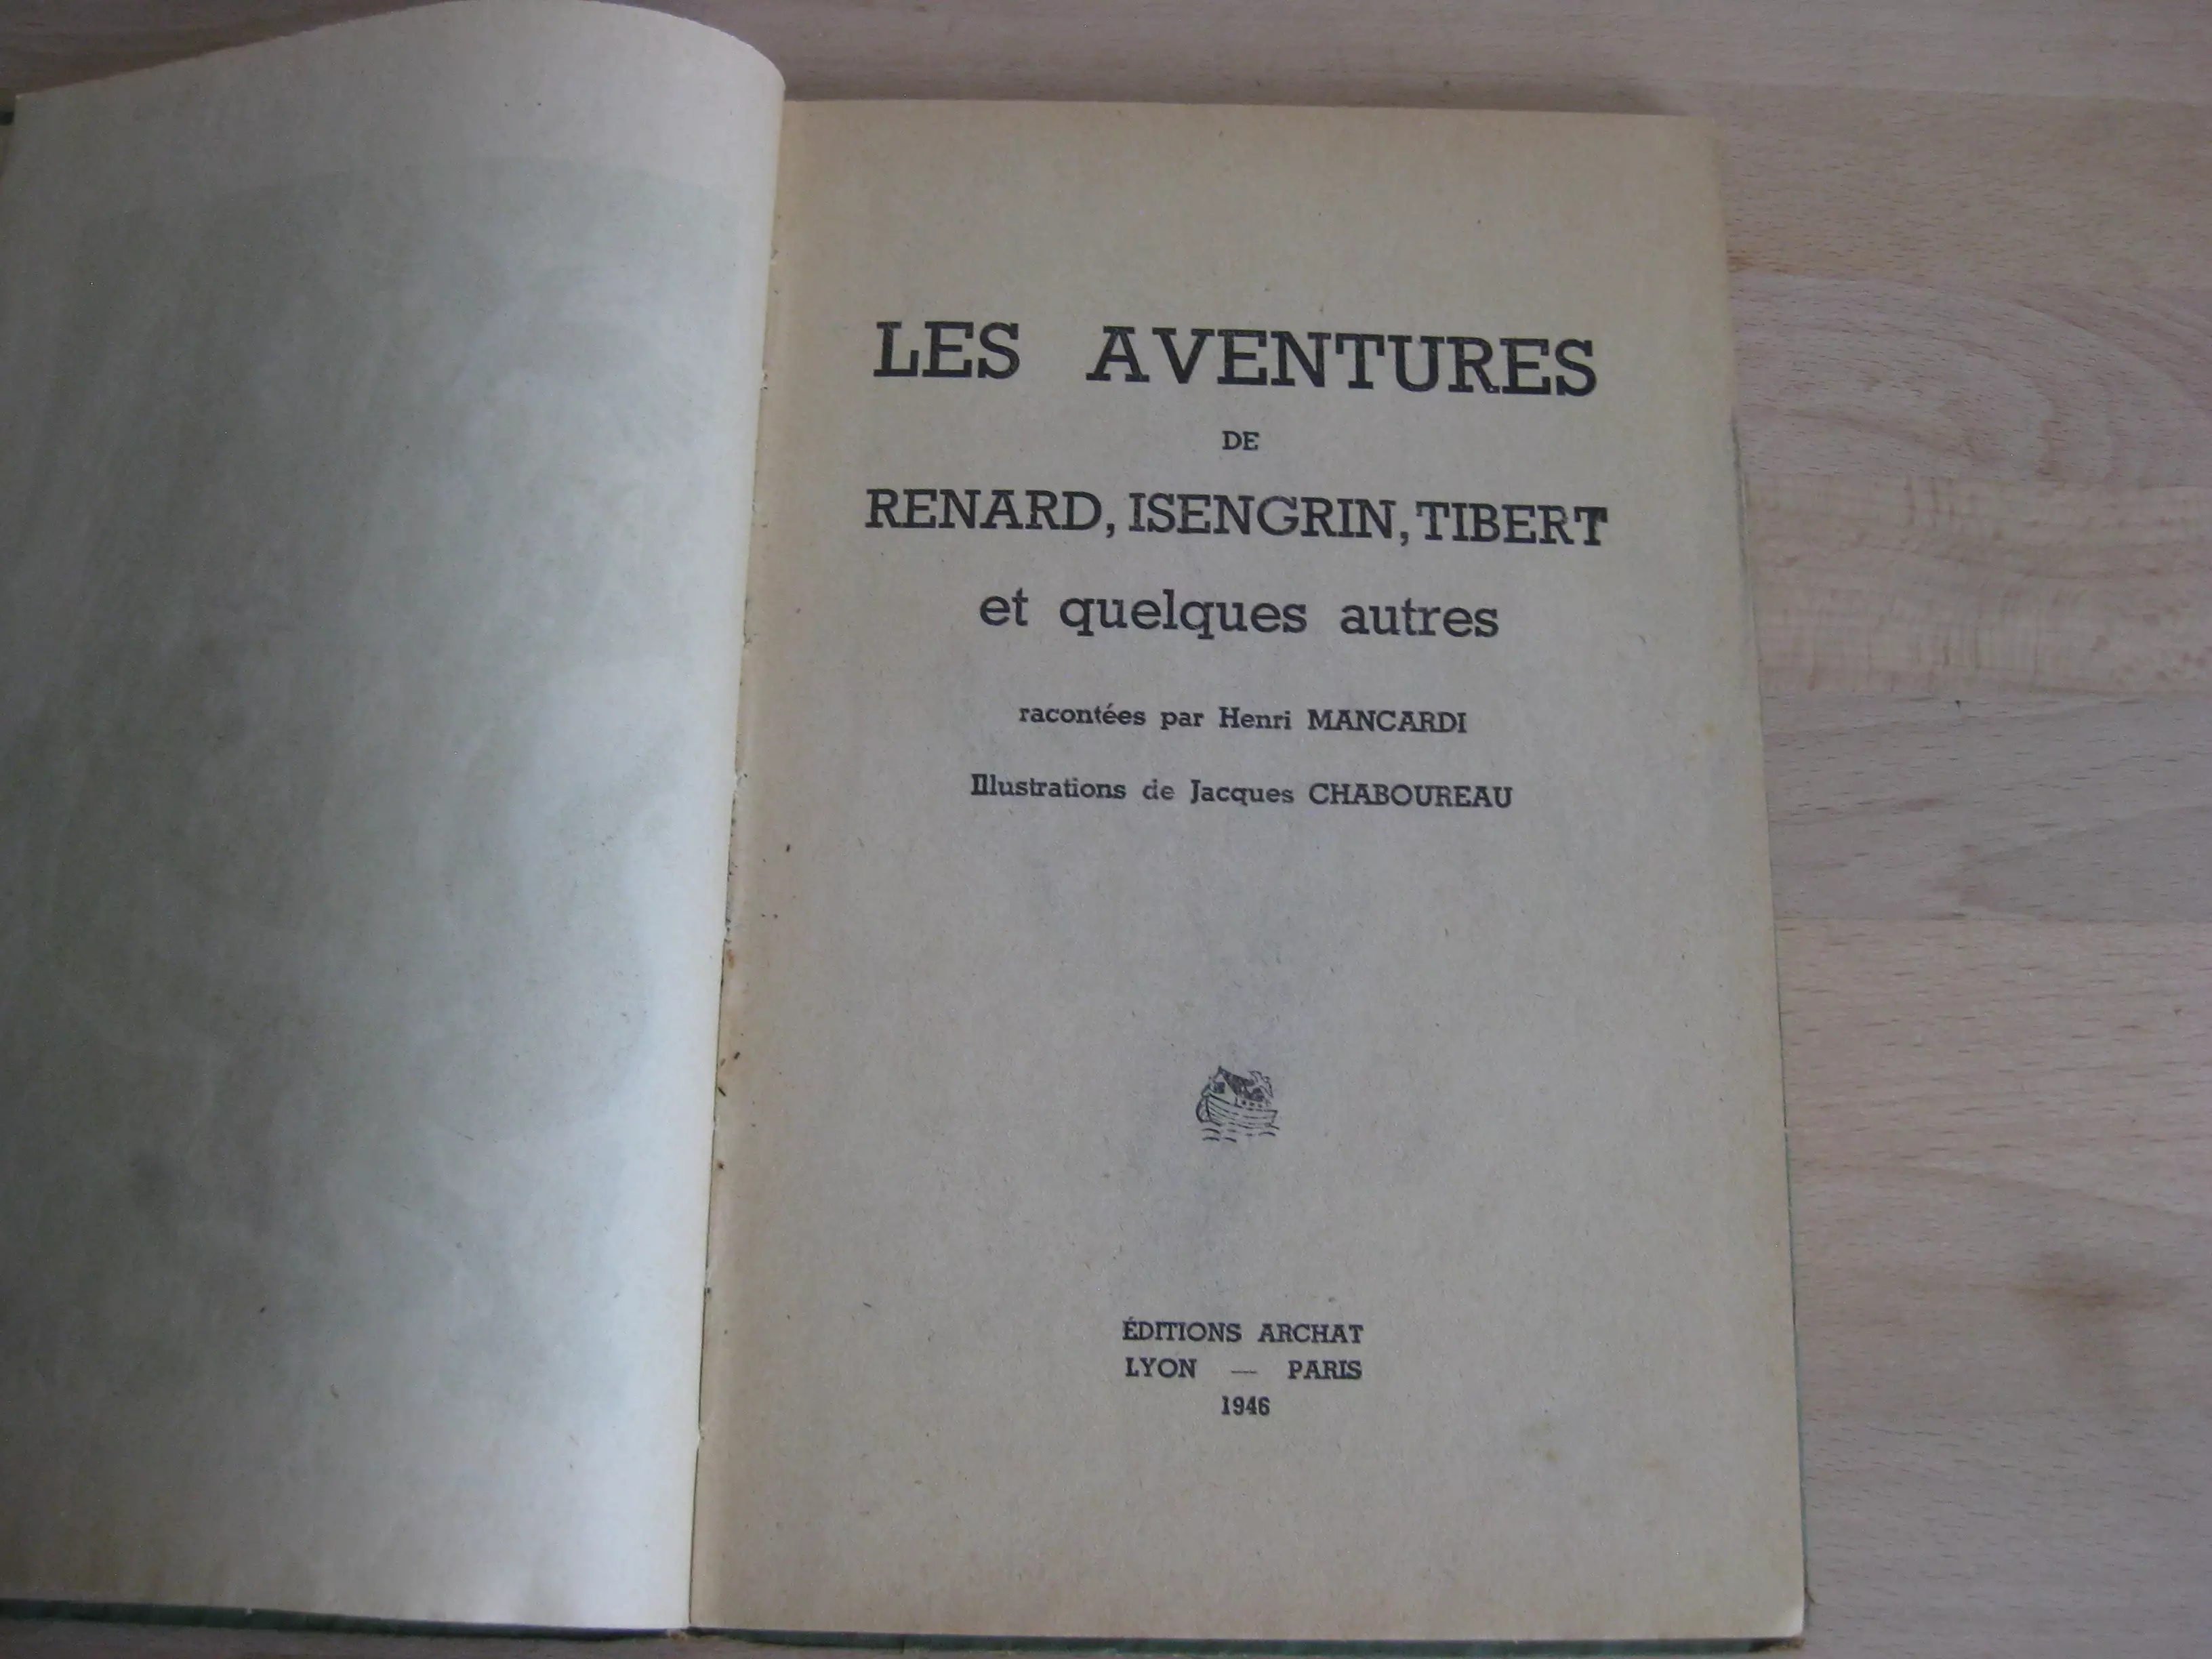 LES AVENTURES
DE
RENARD, ISENGRIN, TIBERT
et quelques autres
racontées par Henri MANCARDI
Illustrations de Jacques CHABOUREAU
ÉDITIONS ARCHAT
LYON — PARIS
1946